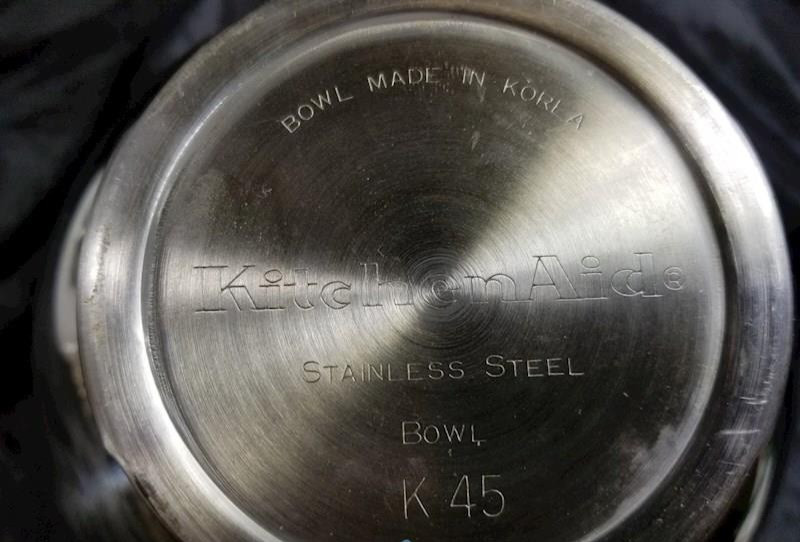 BOWL MADE IN KOREA
KitchenAid®
STAINLESS STEEL
BOWL
K 45